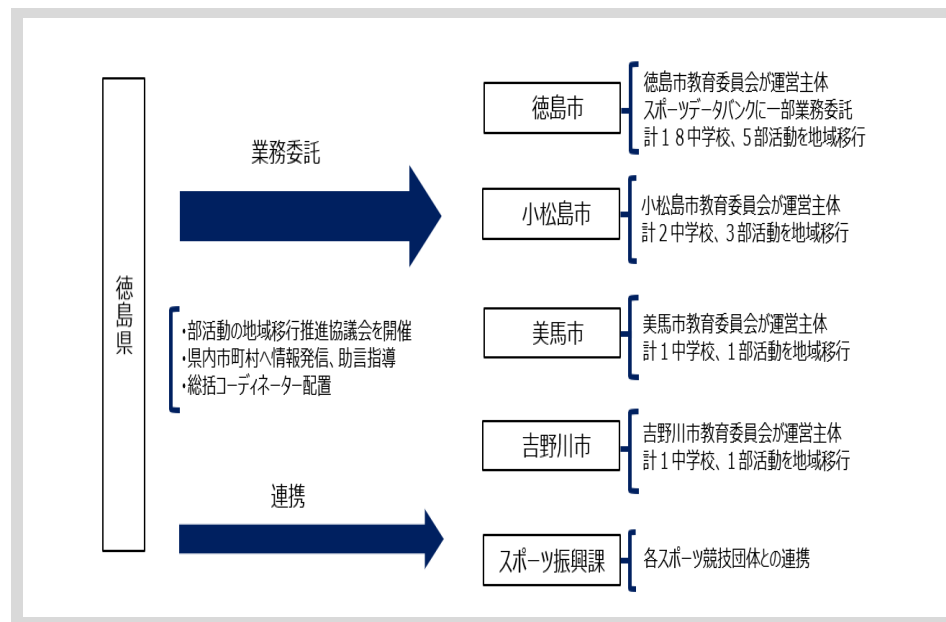 徳島県
業務委託
・部活動の地域移行推進協議会を開催
・県内市町村へ情報発信、助言指導
・総括コーディネーター配置
連携
徳島市
徳島市教育委員会が運営主体
スポーツデータバンクに一部業務委託
計18中学校、5部活動を地域移行
小松島市
小松島市教育委員会が運営主体
計2中学校、3部活動を地域移行
美馬市
美馬市教育委員会が運営主体
計1中学校、1部活動を地域移行
吉野川市
吉野川市教育委員会が運営主体
計1中学校、1部活動を地域移行
スポーツ振興課
各スポーツ競技団体との連携